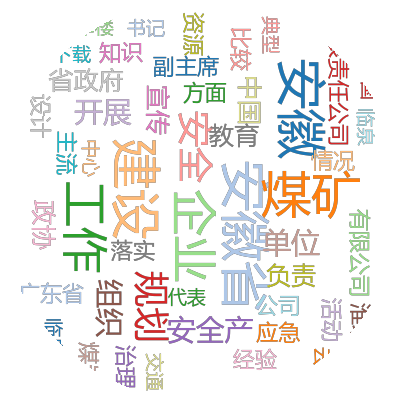 书记
资源
典型
知识
比较
副主席
省政府
安徽
责任公司
方面
宣传
中国
设计
开展
临泉
安全
教育
主流
中心
建设
情况
煤矿
企业
安徽省
工作
政协
有限公司
单位
落实
负责
广东省
组织
规划
代表
公司
活动
安全产
应急
治理
交通
经验